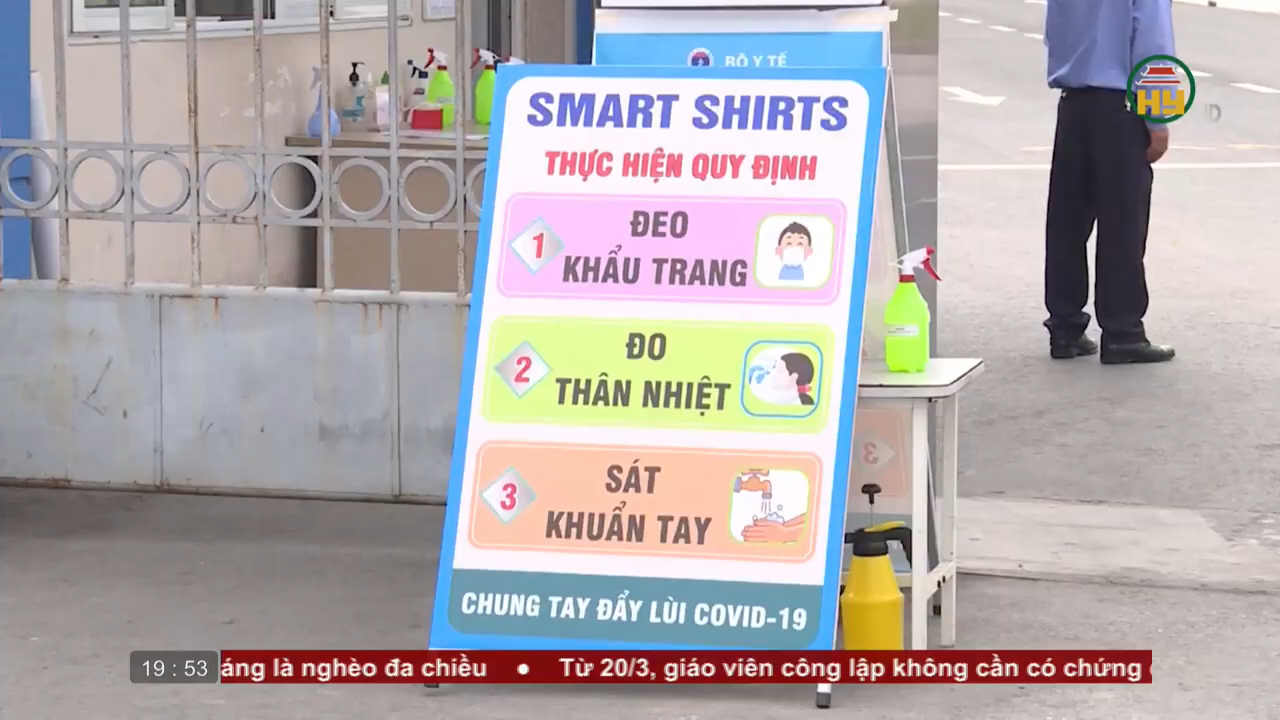 BỘ Y TẾ
SMART SHIRTS
THỰC HIỆN QUY ĐỊNH
1
ĐEO
KHẨU TRANG
2
ĐO
THÂN NHIỆT
3
SÁT
KHUẨN TAY
CHUNG TAY ĐẨY LÙI COVID-19
HY D
3
19 : 53 áng là nghèo đa chiều • Từ 20/3, giáo viên công lập không cần có chứng